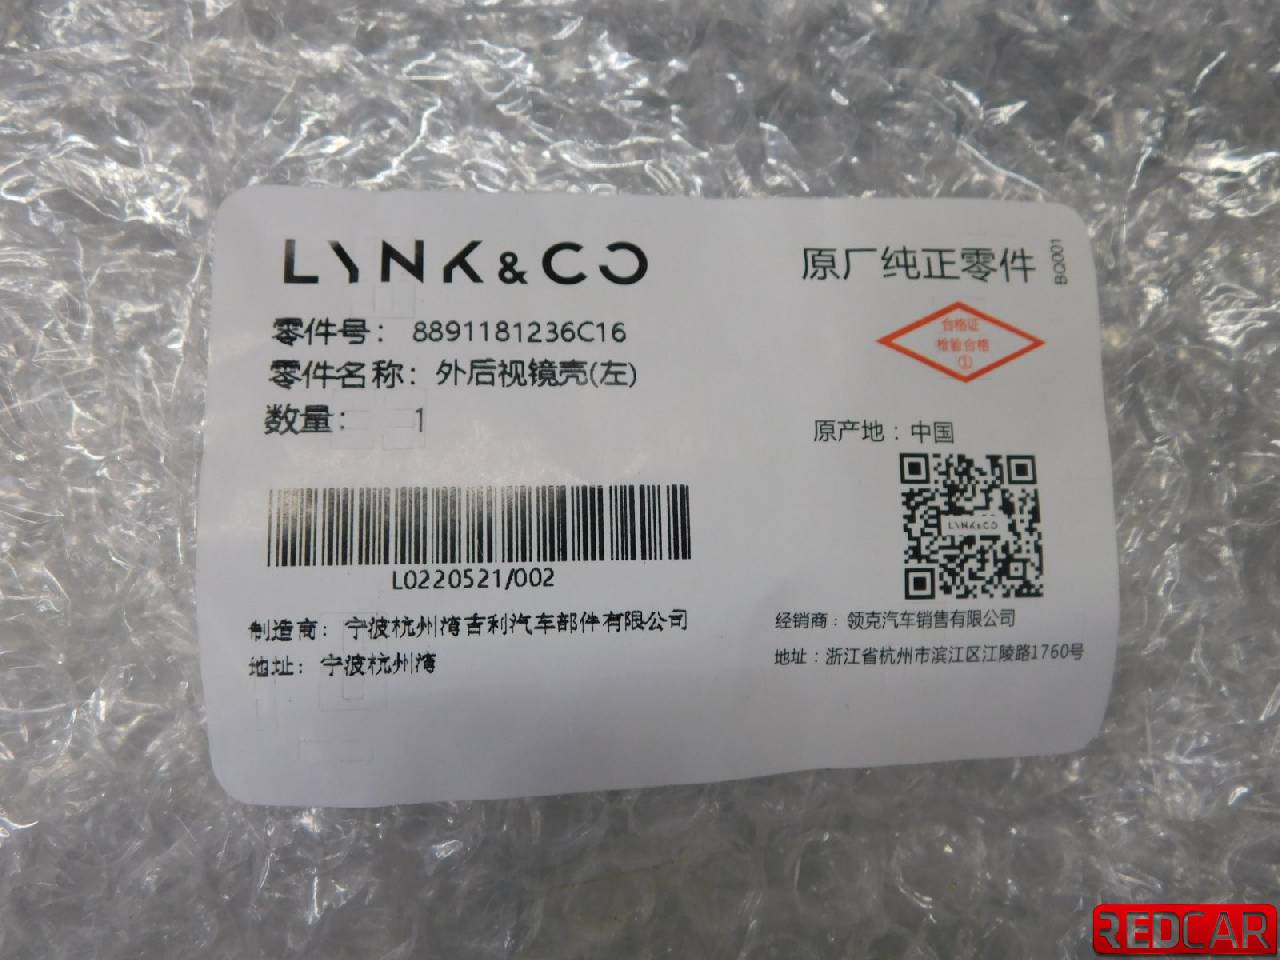 LYNK & CO
原厂纯正零件
BQ001
零件号： 8891181236C16
零件名称：外后视镜壳(左)
数量： 1
合格证
检验合格
①
原产地：中国
LYNK&CO
L0220521/002
制造商：宁波杭州湾吉利汽车部件有限公司
地址：宁波杭州湾
经销商：领克汽车销售有限公司
地址：浙江省杭州市滨江区江陵路1760号
REDCAR